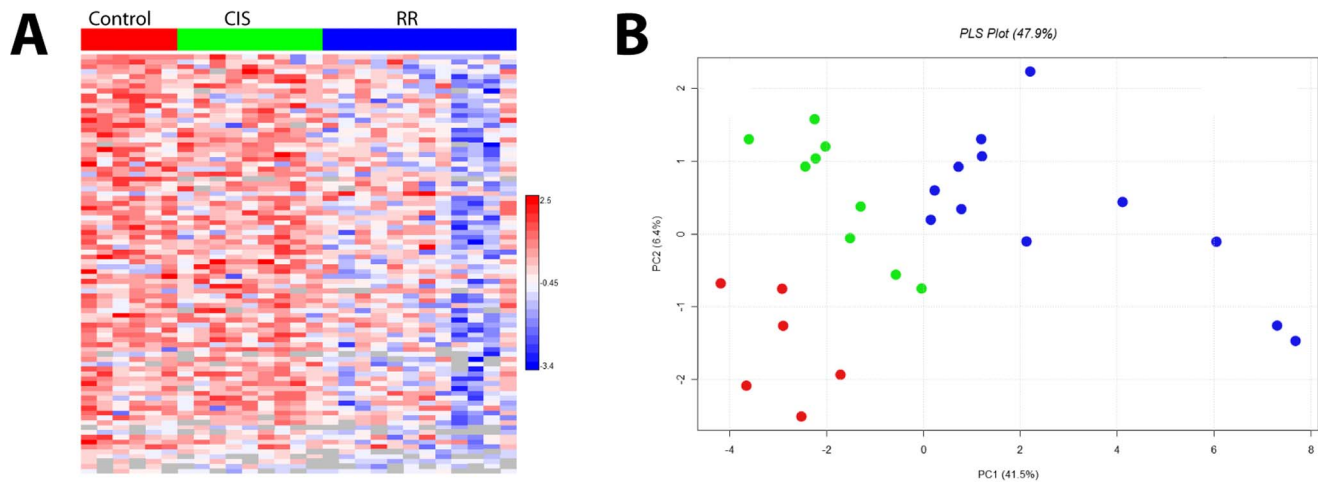 A
Control CIS RR
2.5
-0.45
-3.4
B
PLS Plot (47.9%)
PC2 (6.4%)
2
1
0
-1
-2
-4 -2 0 2 4 6 8
PC1 (41.5%)